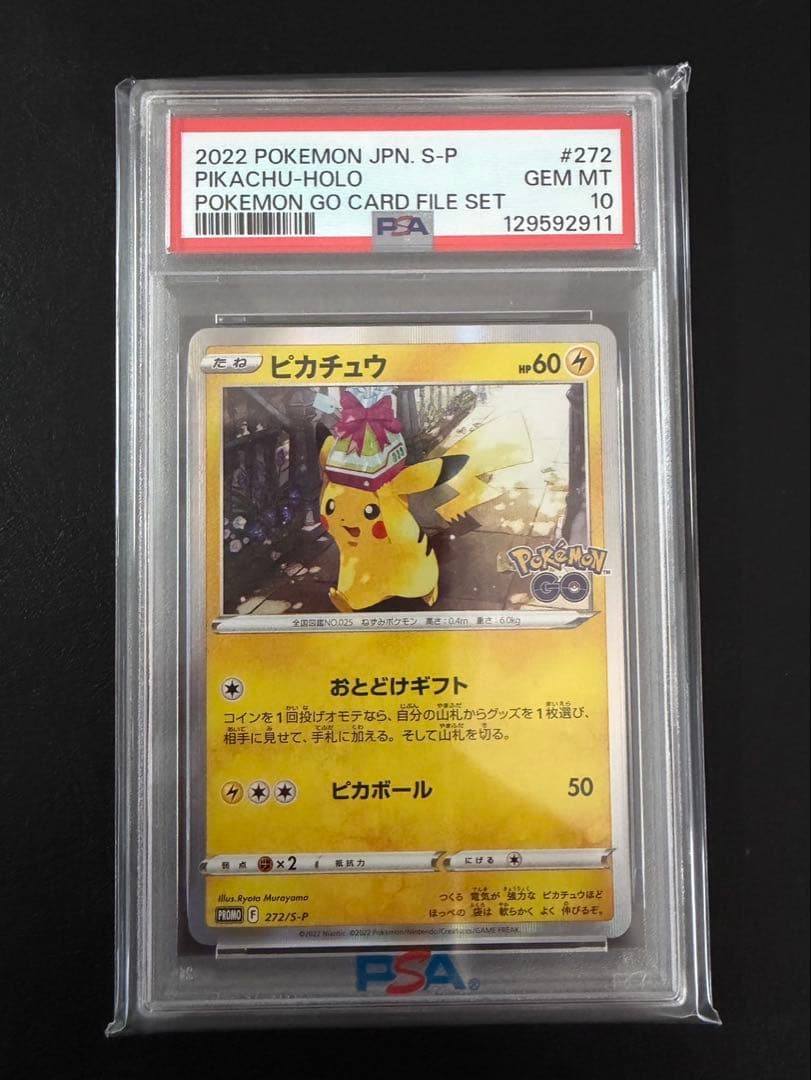 2022 POKEMON JPN. S-P #272
PIKACHU-HOLO GEM MT
POKEMON GO CARD FILE SET 10
PSA 129592911
たね ピカチュウ HP60
Pokémon GO™
全国図鑑NO.025 ねずみポケモン 高さ:0.4m 重さ:6.0kg
おとどけギフト
コインを1回投げオモテなら、自分の山札からグッズを1枚選び、
相手に見せて、手札に加える。そして山札を切る。
ピカボール 50
弱点 ×2 抵抗力 にげる
Illus.Ryota Murayama
つくる 電気が 強力な ピカチュウほど
ほっぺの 袋は 軟らかく よく 伸びるぞ。
PROMO F 272/S-P
©2022 Niantic. ©2022 Pokémon/Nintendo/Creatures/GAME FREAK.
PSA®